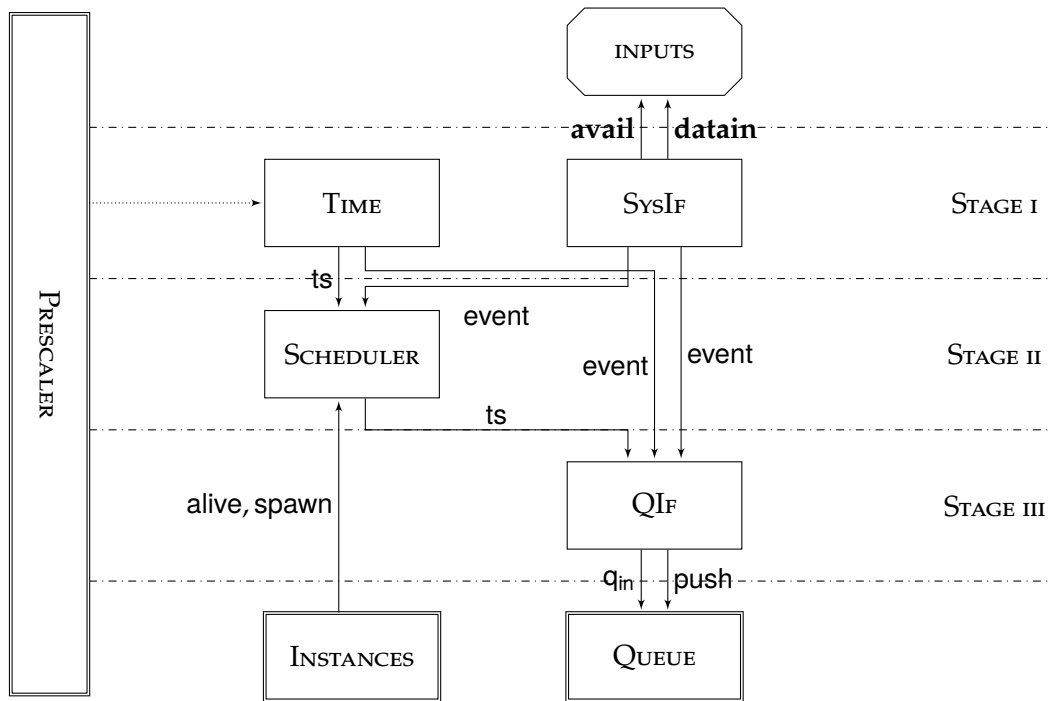 INPUTS
avail
datain
TIME
SYSIF
STAGE I
ts
event
PRESCALER
SCHEDULER
event
event
STAGE II
ts
alive, spawn
QIF
STAGE III
qin
push
INSTANCES
QUEUE